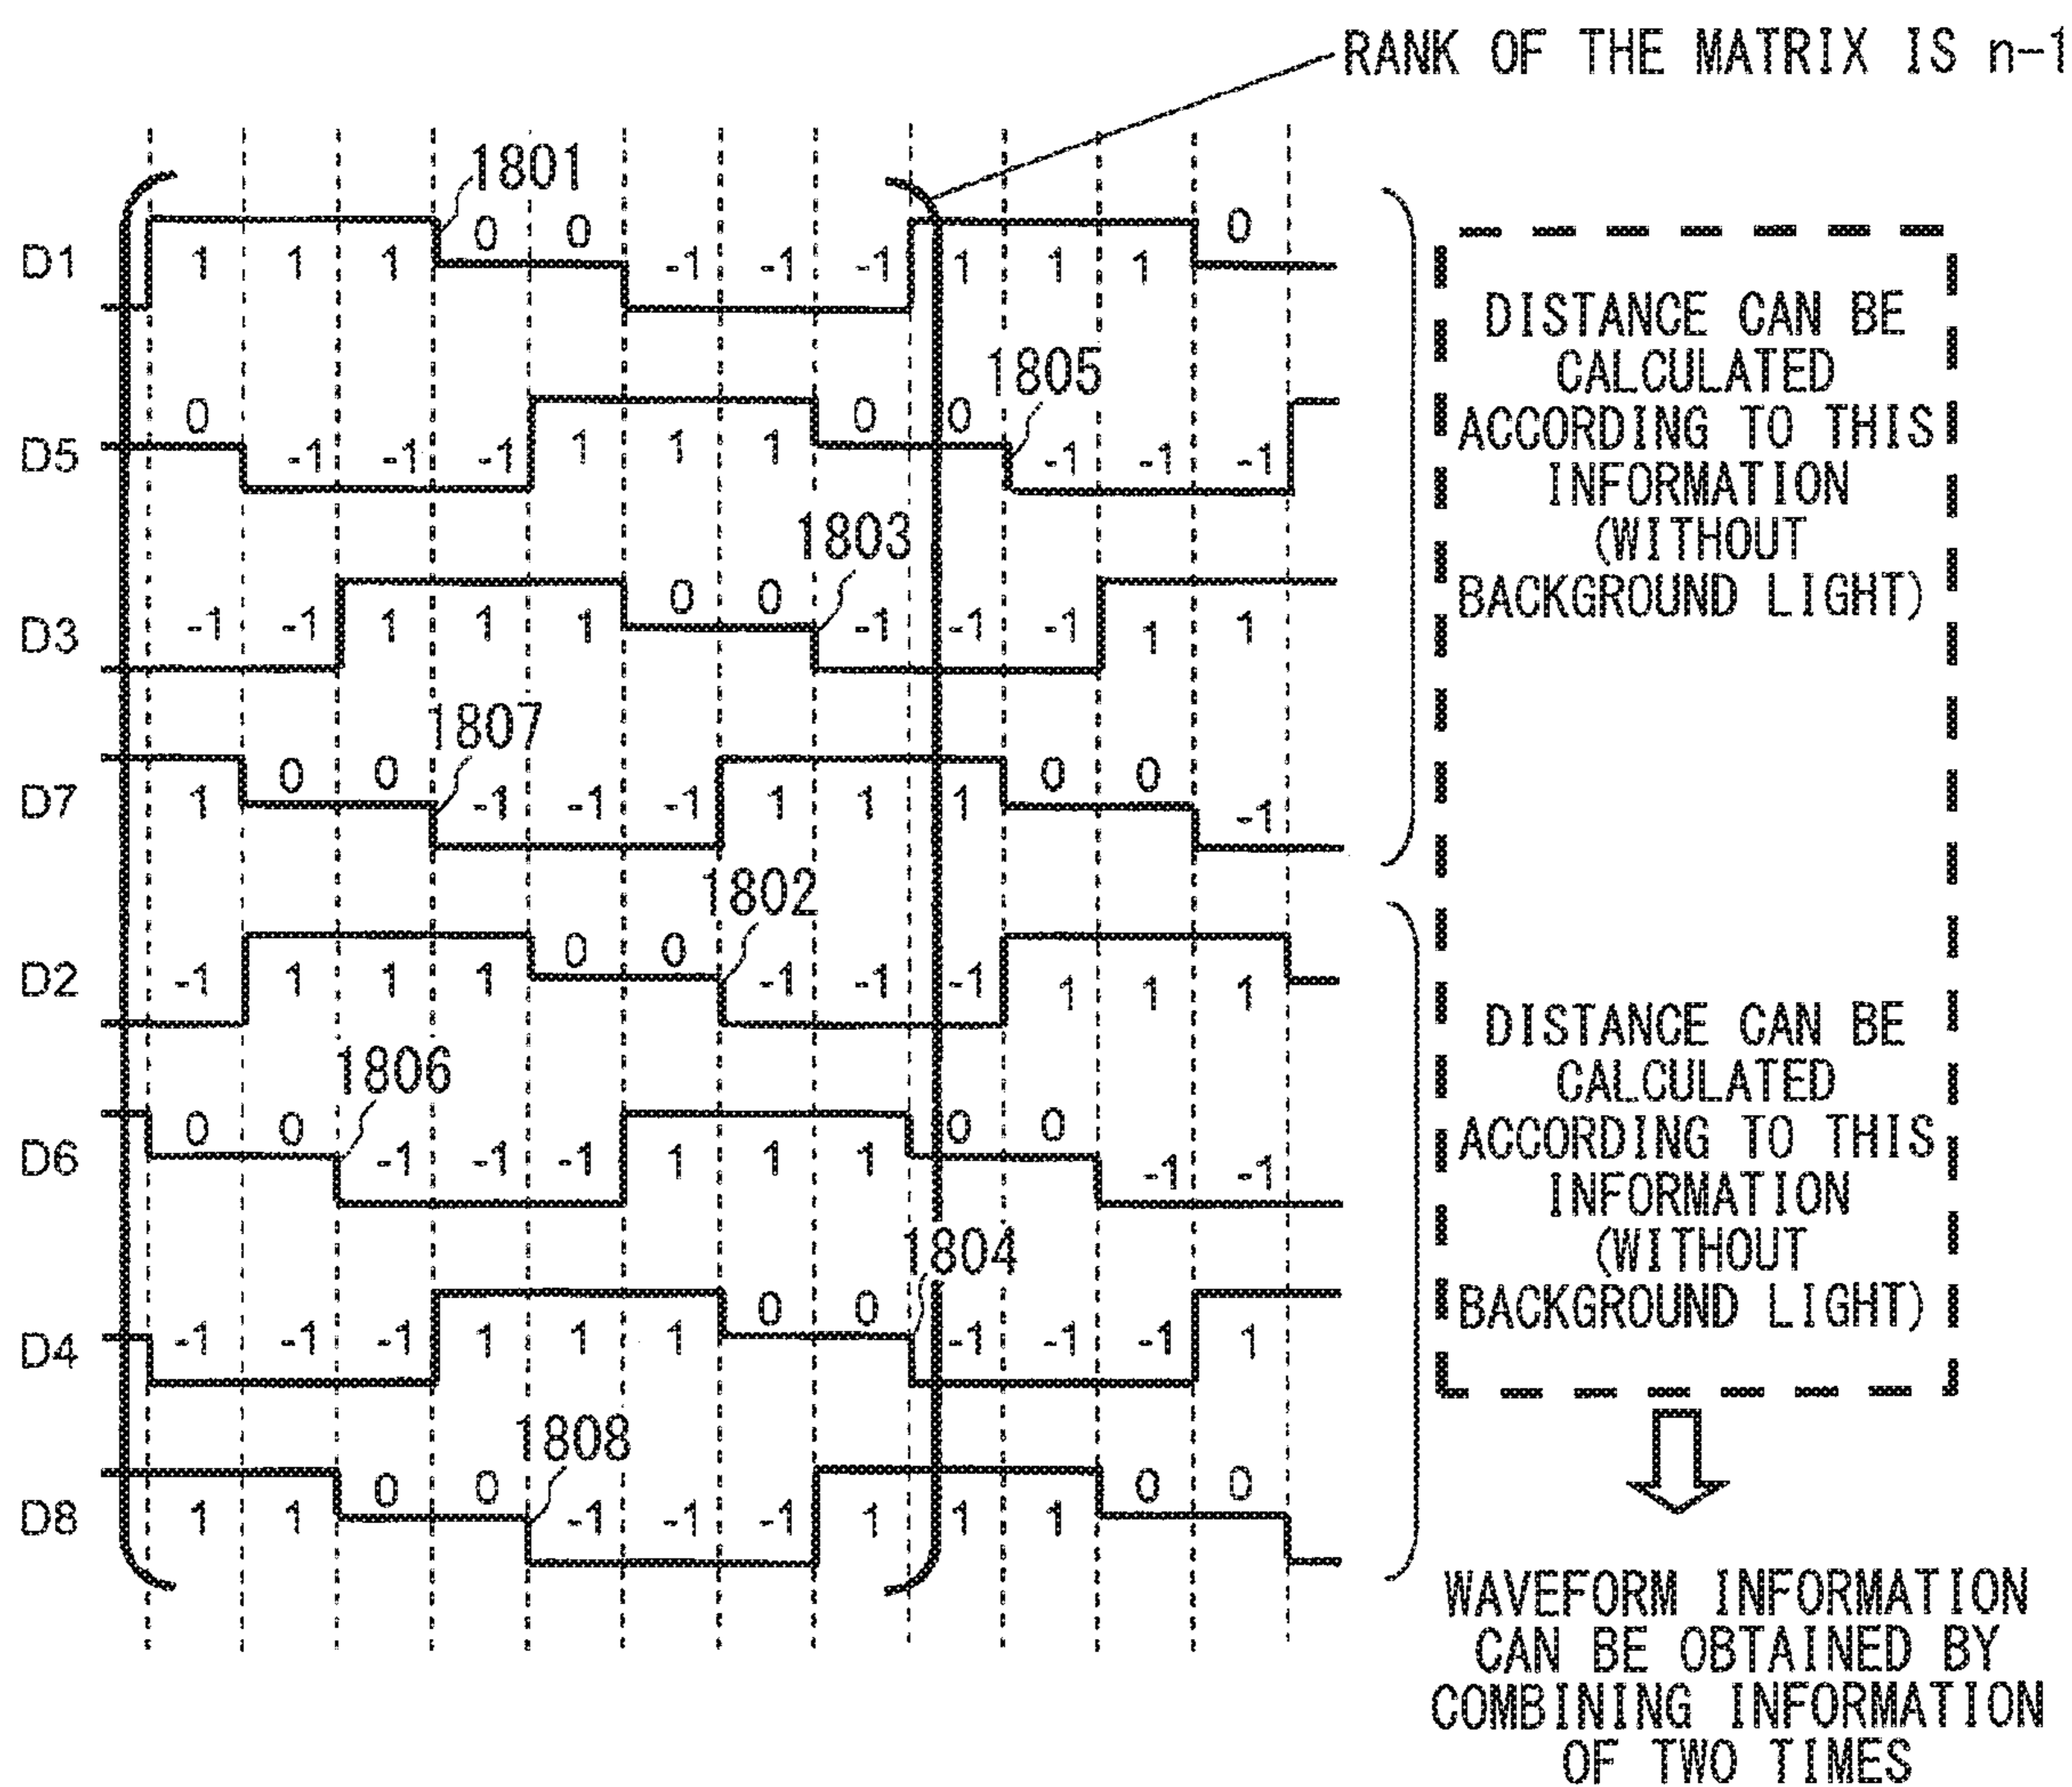 RANK OF THE MATRIX IS n-1
1801
D1 1 1 1 0 0 -1 -1 -1 1 1 1 0
1805
D5 0 -1 -1 -1 1 1 1 0 0 -1 -1 -1
1803
D3 -1 -1 1 1 1 0 0 -1 -1 -1 1 1
1807
D7 1 0 0 -1 -1 -1 1 1 1 0 0 -1
1802
D2 -1 1 1 1 0 0 -1 -1 -1 1 1 1
1806
D6 0 0 -1 -1 -1 1 1 1 0 0 -1 -1
1804
D4 -1 -1 -1 1 1 1 0 0 -1 -1 -1 1
1808
D8 1 1 0 0 -1 -1 -1 1 1 1 0 0
DISTANCE CAN BE
CALCULATED
ACCORDING TO THIS
INFORMATION
(WITHOUT
BACKGROUND LIGHT)
DISTANCE CAN BE
CALCULATED
ACCORDING TO THIS
INFORMATION
(WITHOUT
BACKGROUND LIGHT)
WAVEFORM INFORMATION
CAN BE OBTAINED BY
COMBINING INFORMATION
OF TWO TIMES